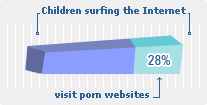 Children surfing the Internet
28%
visit porn websites